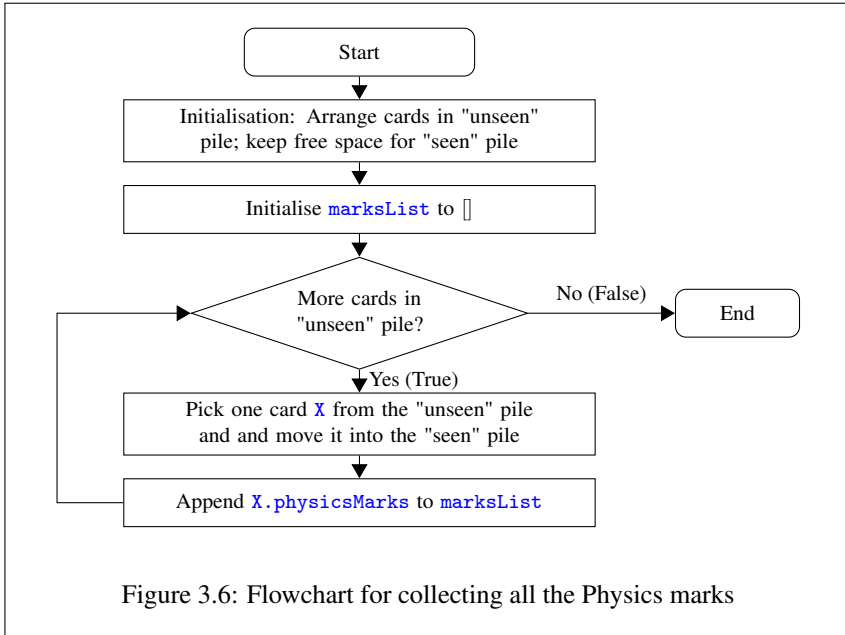 Start
Initialisation: Arrange cards in "unseen"
pile; keep free space for "seen" pile
Initialise marksList to []
More cards in
"unseen" pile?
No (False)
End
Yes (True)
Pick one card X from the "unseen" pile
and and move it into the "seen" pile
Append X.physicsMarks to marksList
Figure 3.6: Flowchart for collecting all the Physics marks